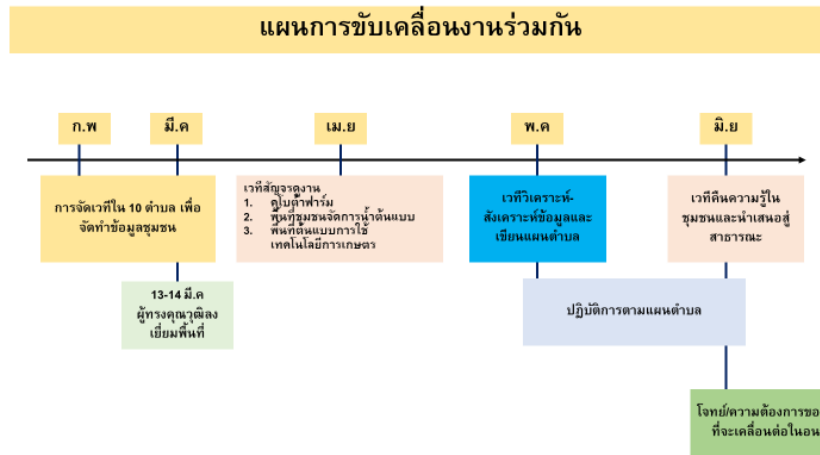 แผนการขับเคลื่อนงานร่วมกัน
ก.พ
มี.ค
เม.ย
พ.ค
มิ.ย
การจัดเวทีใน 10 ตำบล เพื่อ
จัดทำข้อมูลชุมชน
เวทีสัญจรดูงาน
1. คูโบต้าฟาร์ม
2. พื้นที่ชุมชนจัดการน้ำต้นแบบ
3. พื้นที่ต้นแบบการใช้
เทคโนโลยีการเกษตร
เวทีวิเคราะห์-
สังเคราะห์ข้อมูลและ
เขียนแผนตำบล
เวทีคืนความรู้ใน
ชุมชนและนำเสนอสู่
สาธารณะ
13-14 มี.ค
ผู้ทรงคุณวุฒิลง
เยี่ยมพื้นที่
ปฏิบัติการตามแผนตำบล
โจทย์/ความต้องการขอ
ที่จะเคลื่อนต่อในอน